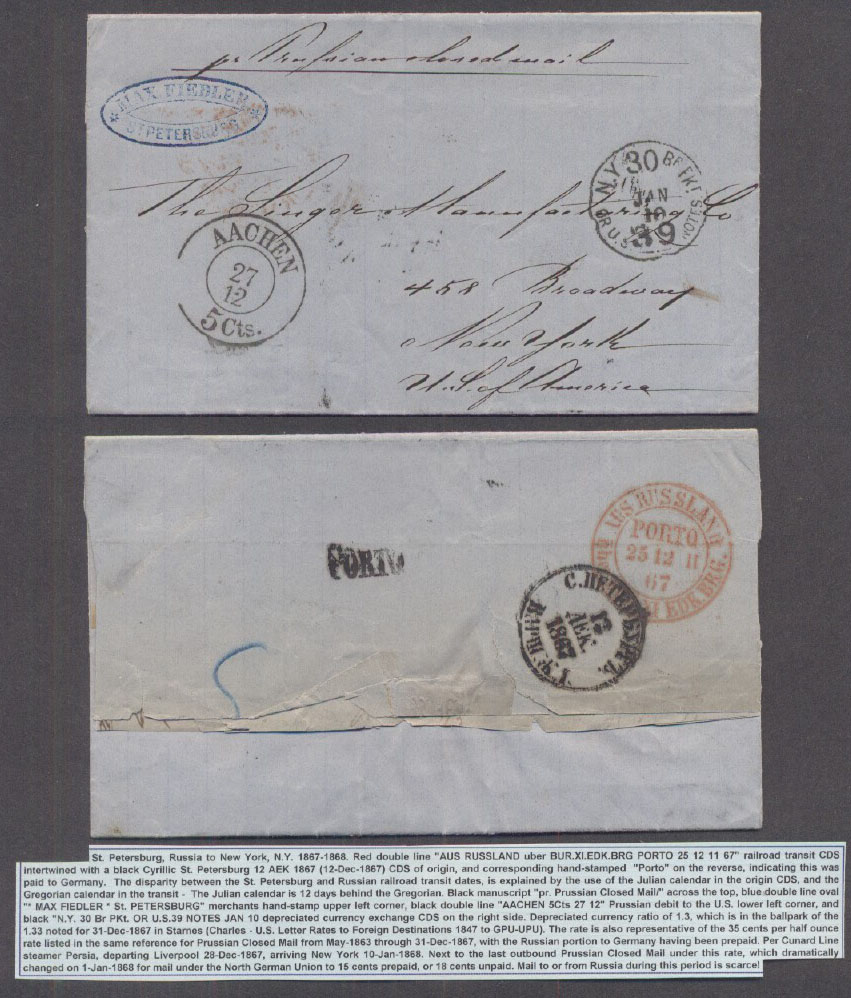 pr Prussian closed mail
* MAX FIEDLER *
ST PETERSBURG
N.Y. 30 BR PKT
JAN
10
OR U.S. 39 NOTES
The Singer Manufacturing Co
AACHEN
27
12
5 Cts.
458 Broadway
New York
U.S. of America
AUS RUSSLAND
PORTO
25 12 II
67
XI EDK BRG.
PORTO
С.ПЕТЕРБУРГЪ
ДЕК.
1867
St. Petersburg, Russia to New York, N.Y. 1867-1868. Red double line "AUS RUSSLAND uber BUR.XI.EDK.BRG PORTO 25 12 11 67" railroad transit CDS
intertwined with a black Cyrillic St. Petersburg 12 AEK 1867 (12-Dec-1867) CDS of origin, and corresponding hand-stamped "Porto" on the reverse, indicating this was
paid to Germany. The disparity between the St. Petersburg and Russian railroad transit dates, is explained by the use of the Julian calendar in the origin CDS, and the
Gregorian calendar in the transit - The Julian calendar is 12 days behind the Gregorian. Black manuscript "pr. Prussian Closed Mail/" across the top, blue double line oval
"* MAX FIEDLER * St. PETERSBURG" merchants hand-stamp upper left corner, black double line "AACHEN 5Cts 27 12" Prussian debit to the U.S. lower left corner, and
black "N.Y. 30 Br PKt. OR U.S.39 NOTES JAN 10 depreciated currency exchange CDS on the right side. Depreciated currency ratio of 1.3, which is in the ballpark of the
1.33 noted for 31-Dec-1867 in Starnes (Charles - U.S. Letter Rates to Foreign Destinations 1847 to GPU-UPU). The rate is also representative of the 35 cents per half ounce
rate listed in the same reference for Prussian Closed Mail from May-1863 through 31-Dec-1867, with the Russian portion to Germany having been prepaid. Per Cunard Line
steamer Persia, departing Liverpool 28-Dec-1867, arriving New York 10-Jan-1868. Next to the last outbound Prussian Closed Mail under this rate, which dramatically
changed on 1-Jan-1868 for mail under the North German Union to 15 cents prepaid, or 18 cents unpaid. Mail to or from Russia during this period is scarce!